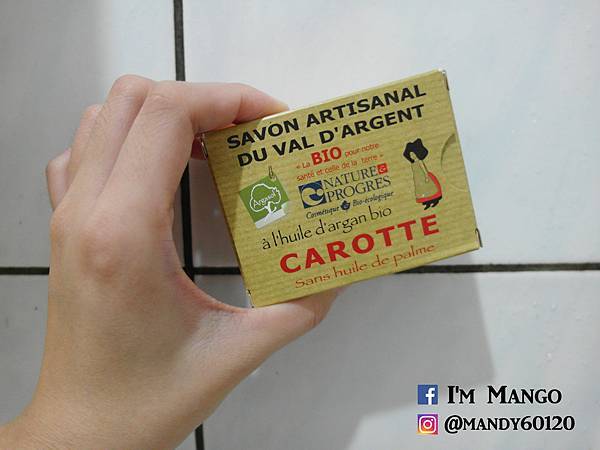 SAVON ARTISANAL
DU VAL D'ARGENT
« La BIO pour notre
santé et celle de la terre »
Argasol
NATURE &
PROGRES
Cosmétique & Bio-écologique
à l'huile d'argan bio
CAROTTE
Sans huile de palme
I'm Mango
@mandy60120